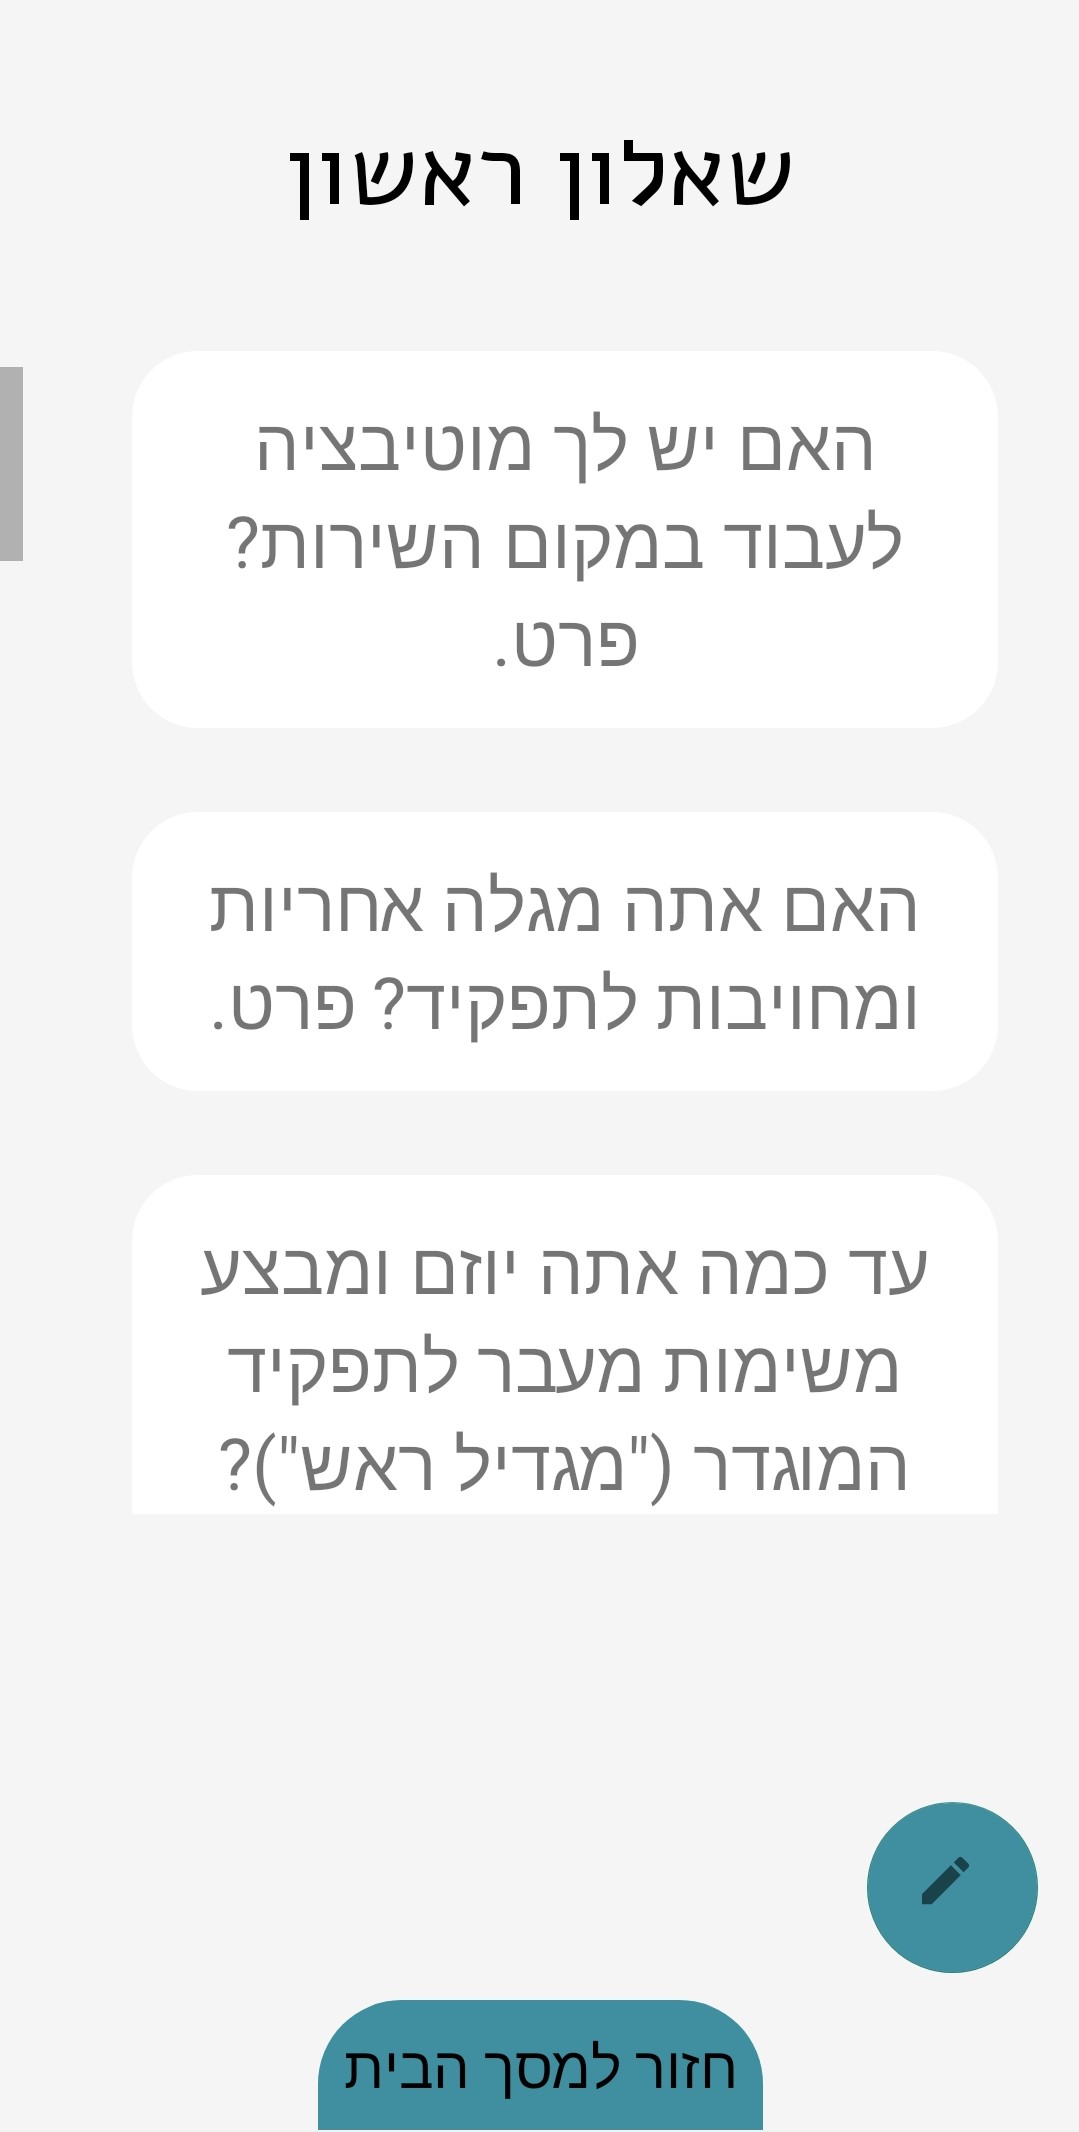 שאלון ראשון
האם יש לך מוטיבציה
לעבוד במקום השירות?
פרט.
האם אתה מגלה אחריות
ומחויבות לתפקיד? פרט.
עד כמה אתה יוזם ומבצע
משימות מעבר לתפקיד
המוגדר ("מגדיל ראש")?
חזור למסך הבית